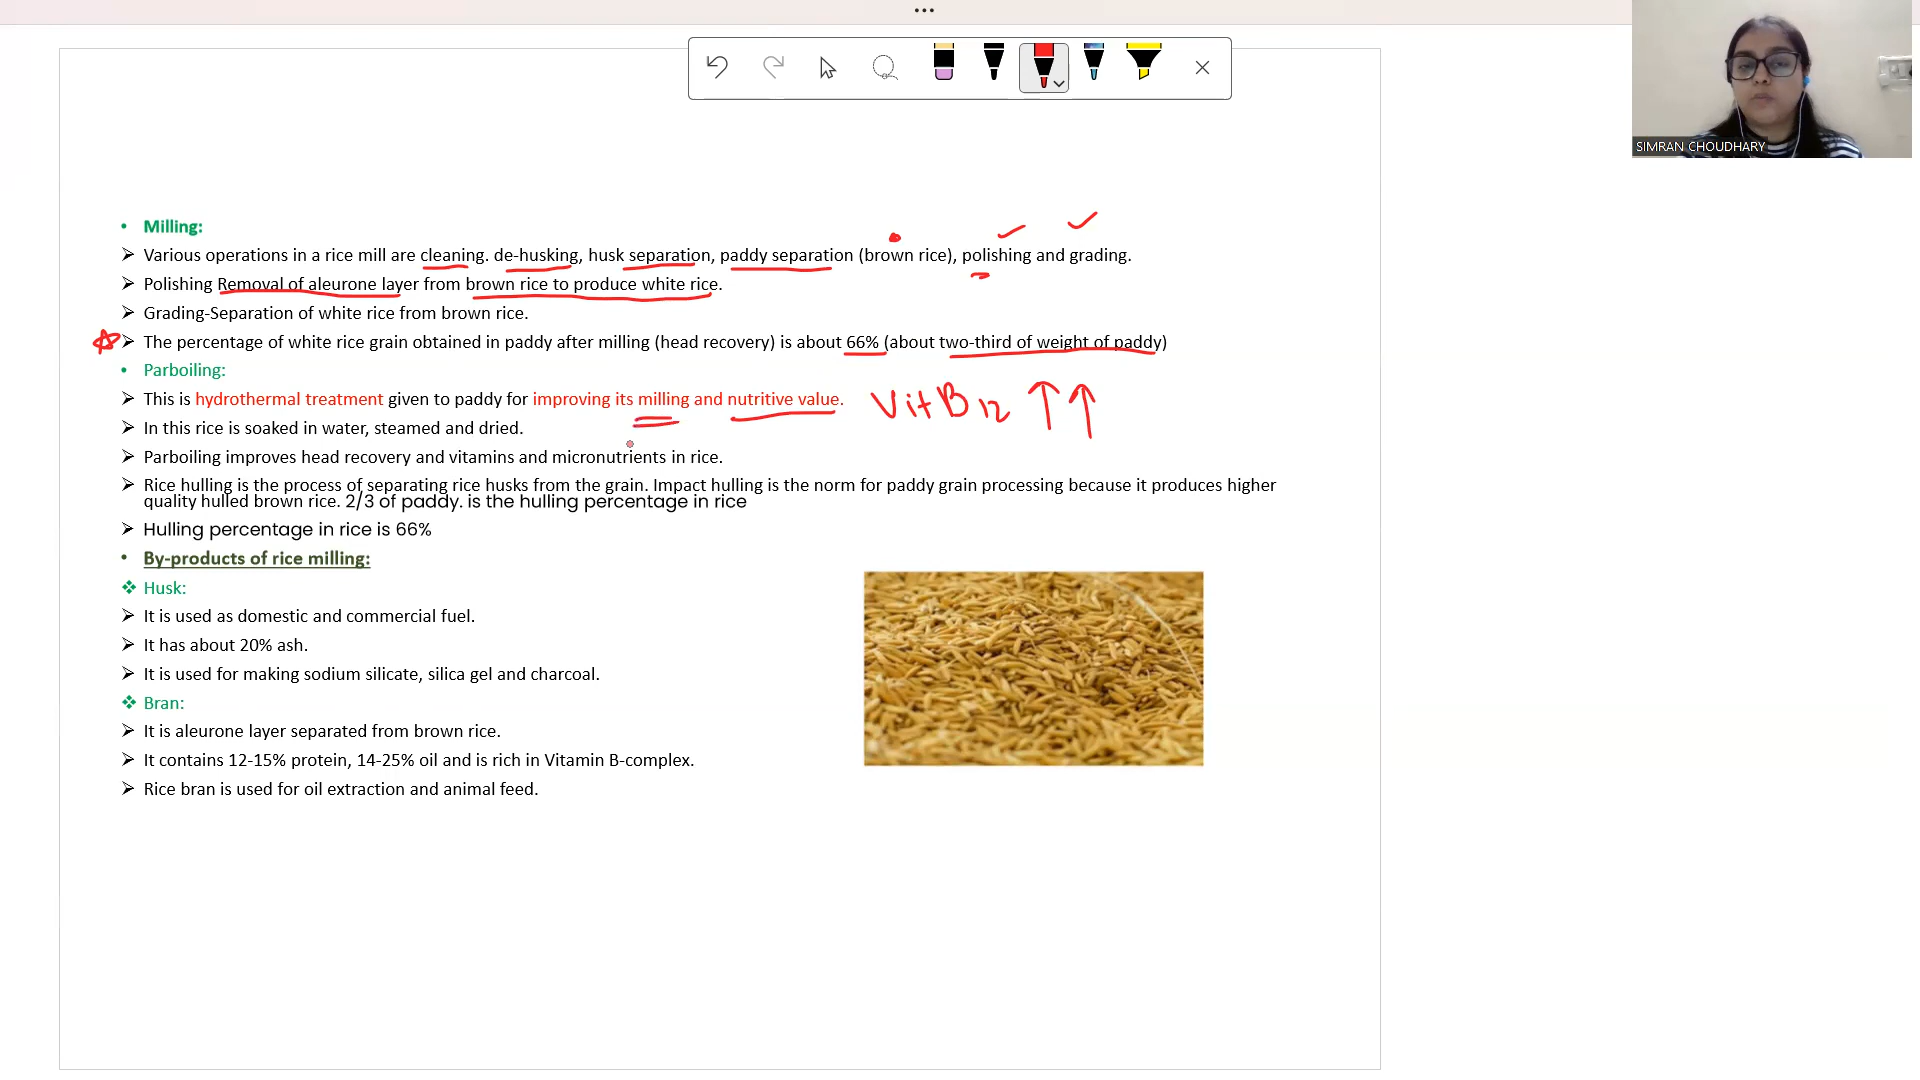 SIMRAN CHOUDHARY
• Milling:
➢ Various operations in a rice mill are cleaning. de-husking, husk separation, paddy separation (brown rice), polishing and grading.
➢ Polishing Removal of aleurone layer from brown rice to produce white rice.
➢ Grading-Separation of white rice from brown rice.
➢ The percentage of white rice grain obtained in paddy after milling (head recovery) is about 66% (about two-third of weight of paddy)
• Parboiling:
➢ This is hydrothermal treatment given to paddy for improving its milling and nutritive value. Vit B12 ↑ ↑
➢ In this rice is soaked in water, steamed and dried.
➢ Parboiling improves head recovery and vitamins and micronutrients in rice.
➢ Rice hulling is the process of separating rice husks from the grain. Impact hulling is the norm for paddy grain processing because it produces higher
quality hulled brown rice. 2/3 of paddy. is the hulling percentage in rice
➢ Hulling percentage in rice is 66%
• By-products of rice milling:
❖ Husk:
➢ It is used as domestic and commercial fuel.
➢ It has about 20% ash.
➢ It is used for making sodium silicate, silica gel and charcoal.
❖ Bran:
➢ It is aleurone layer separated from brown rice.
➢ It contains 12-15% protein, 14-25% oil and is rich in Vitamin B-complex.
➢ Rice bran is used for oil extraction and animal feed.